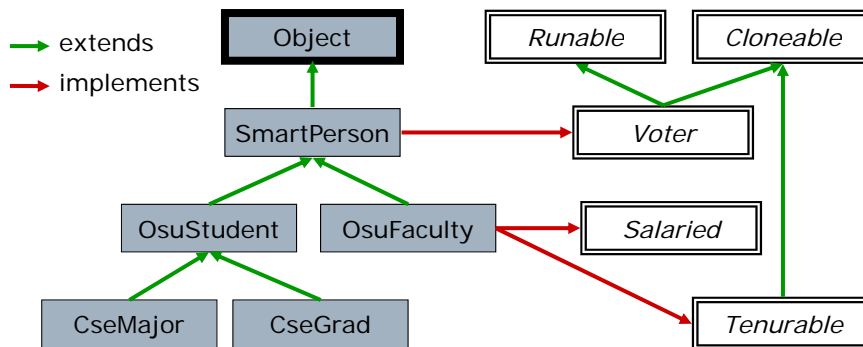 extends
implements
Object
Runable
Cloneable
SmartPerson
Voter
OsuStudent
OsuFaculty
Salaried
CseMajor
CseGrad
Tenurable